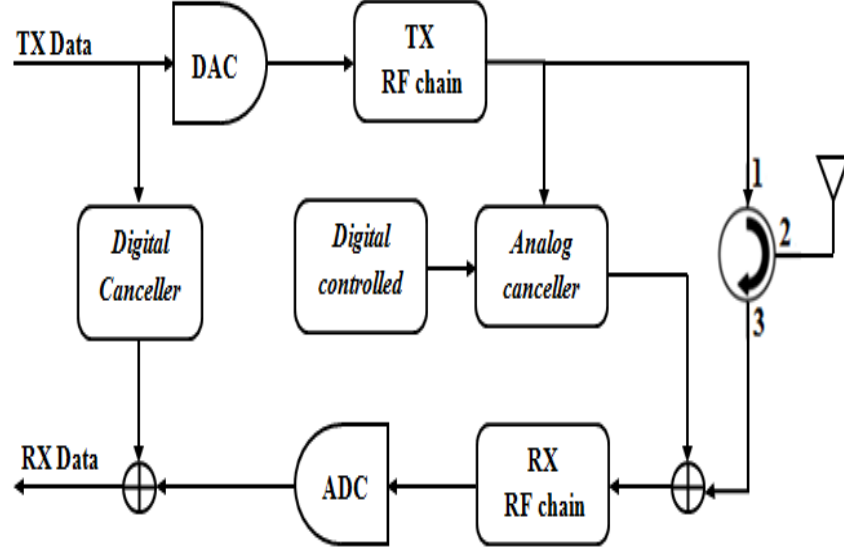 TX Data
DAC
TX
RF chain
1
2
3
Digital
Canceller
Digital
controlled
Analog
canceller
RX Data
ADC
RX
RF chain